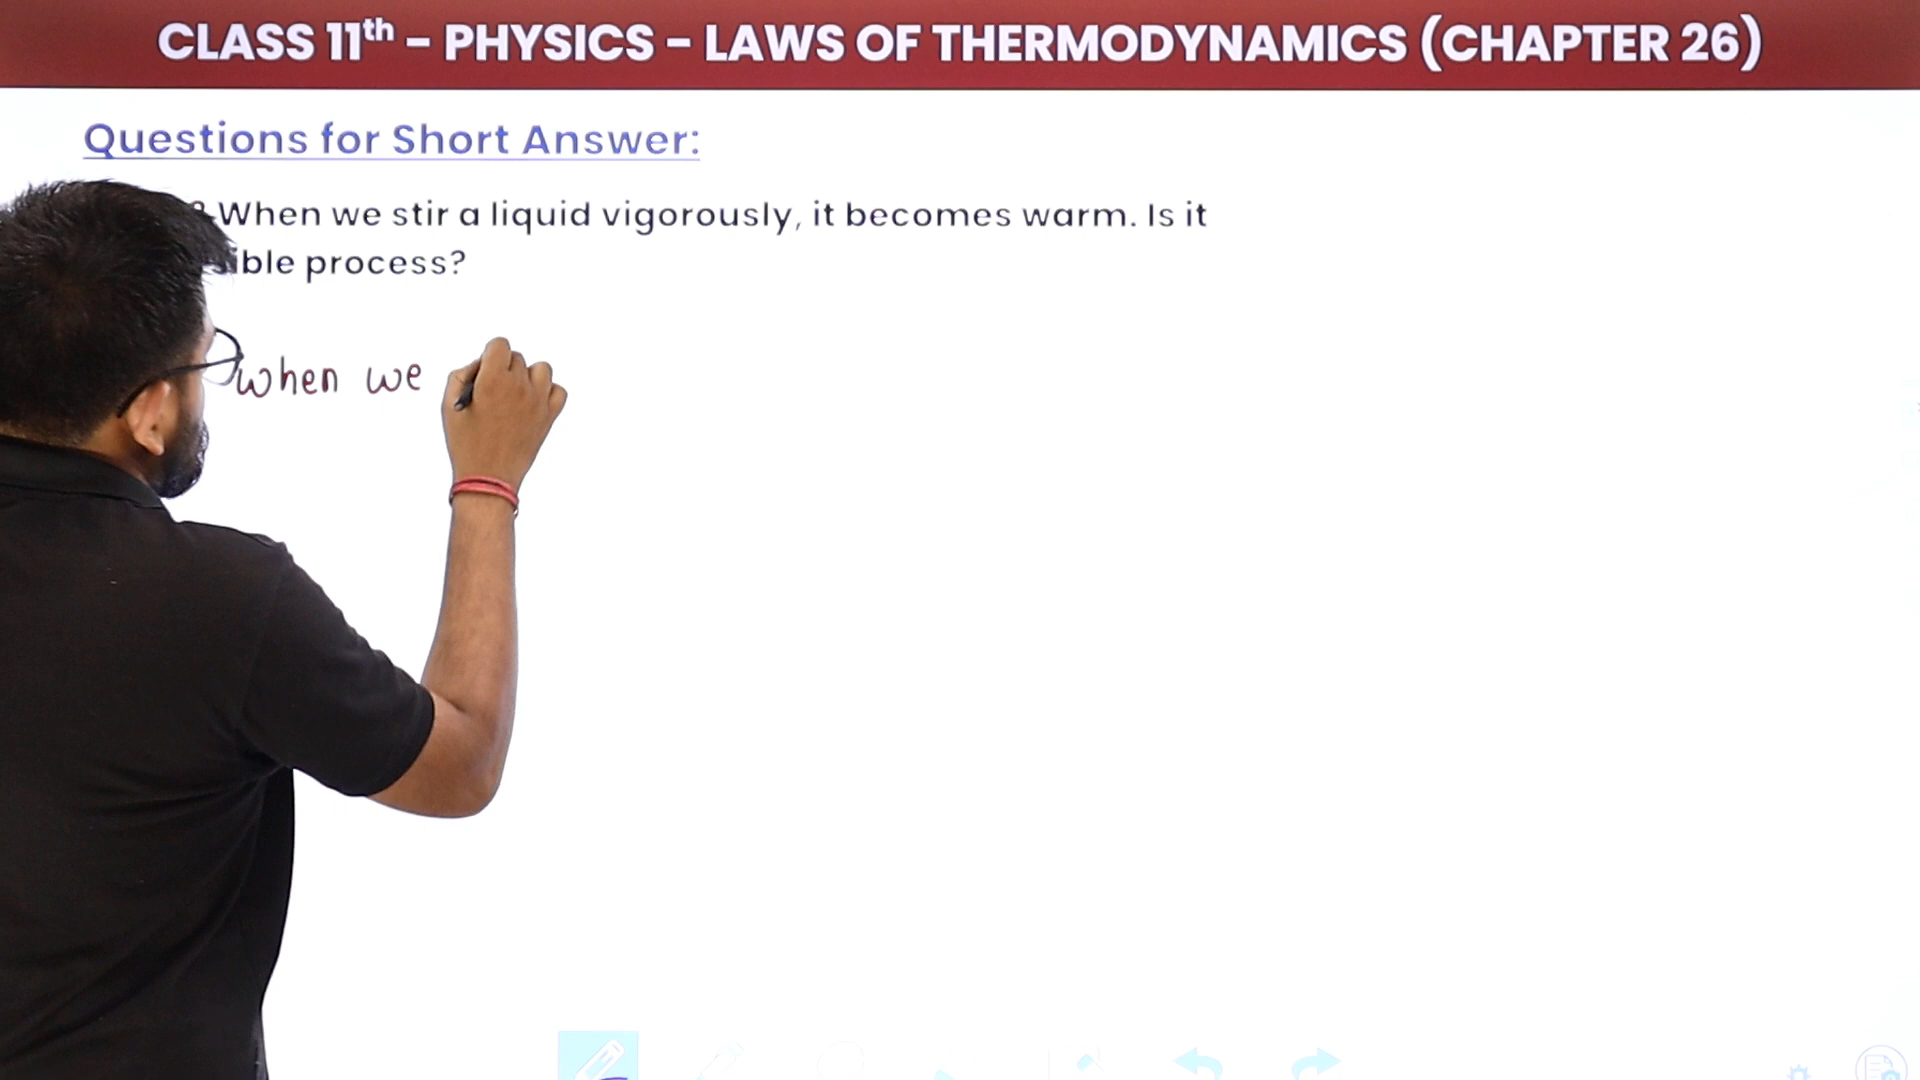 CLASS 11th – PHYSICS – LAWS OF THERMODYNAMICS (CHAPTER 26)
Questions for Short Answer:
When we stir a liquid vigorously, it becomes warm. Is it
process?
when we